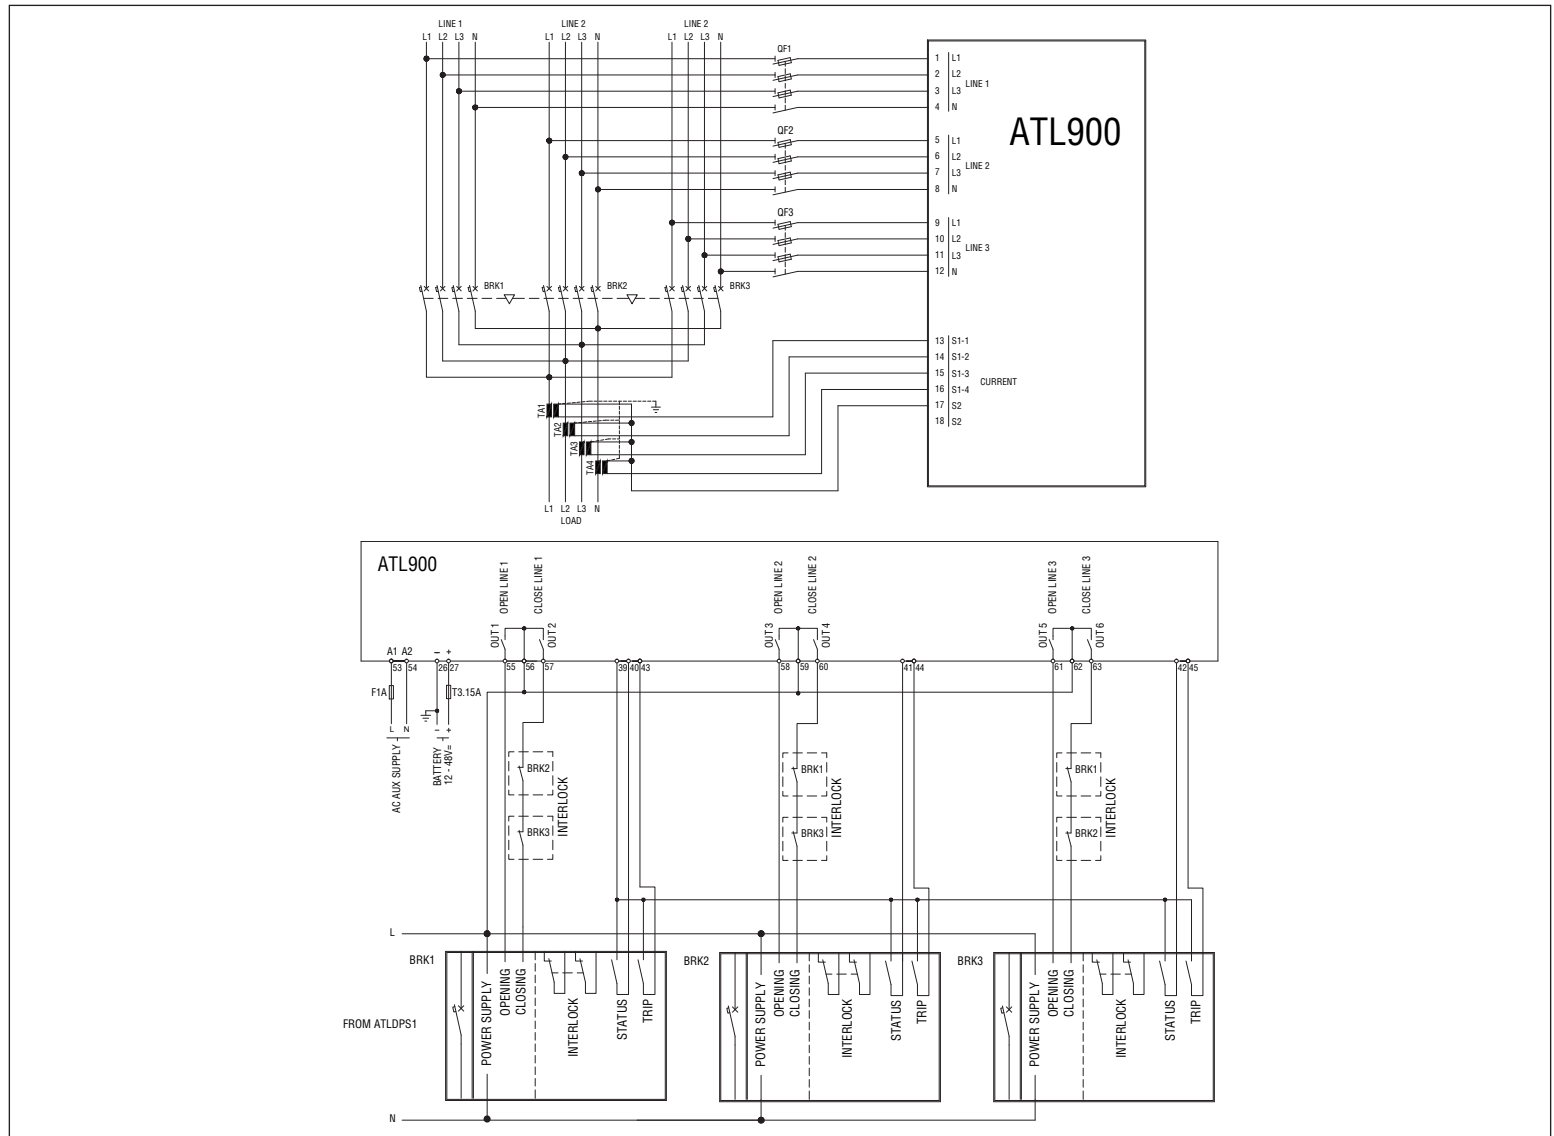 LINE 1 LINE 2 LINE 2
L1 L2 L3 N L1 L2 L3 N L1 L2 L3 N
QF1
1 L1
2 L2
3 L3
4 N
LINE 1
ATL900
QF2
5 L1
6 L2
7 L3
8 N
LINE 2
QF3
9 L1
10 L2
11 L3
12 N
LINE 3
BRK1 BRK2 BRK3
13 S1-1
14 S1-2
15 S1-3
16 S1-4
17 S2
18 S2
CURRENT
TA1
TA2
TA3
TA4
L1 L2 L3 N
LOAD
ATL900
OPEN LINE 1
CLOSE LINE 1
OPEN LINE 2
CLOSE LINE 2
OPEN LINE 3
CLOSE LINE 3
OUT 1 OUT 2 OUT 3 OUT 4 OUT 5 OUT 6
A1 A2 - +
53 54 26 27 55 56 57 39 40 43 58 59 60 41 44 61 62 63 42 45
F1A T3.15A
L N - +
AC AUX SUPPLY
BATTERY
12 - 48V=
BRK2
BRK3
INTERLOCK
BRK1
BRK3
INTERLOCK
BRK1
BRK2
INTERLOCK
L
BRK1
POWER SUPPLY
OPENING
CLOSING
INTERLOCK
STATUS
TRIP
BRK2
POWER SUPPLY
OPENING
CLOSING
INTERLOCK
STATUS
TRIP
BRK3
POWER SUPPLY
OPENING
CLOSING
INTERLOCK
STATUS
TRIP
FROM ATLDPS1
N